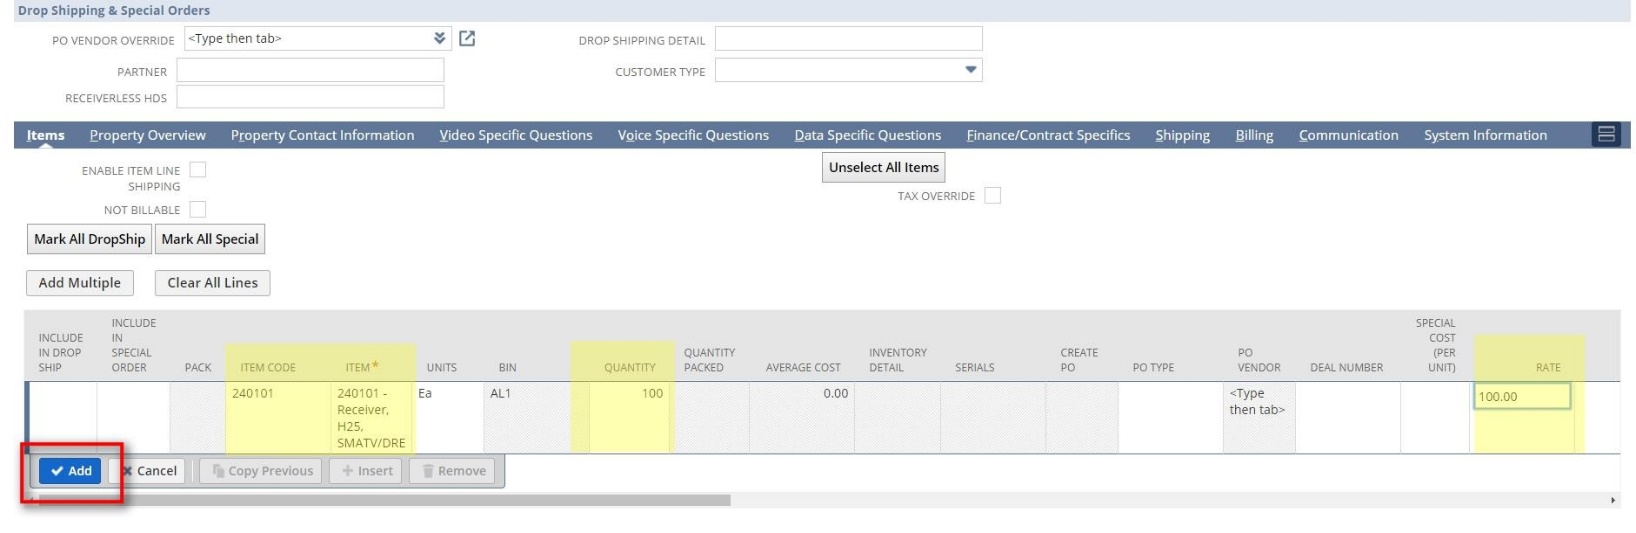 Drop Shipping & Special Orders
PO VENDOR OVERRIDE <Type then tab>
DROP SHIPPING DETAIL
PARTNER
CUSTOMER TYPE
RECEIVERLESS HDS
Items Property Overview Property Contact Information Video Specific Questions Voice Specific Questions Data Specific Questions Finance/Contract Specifics Shipping Billing Communication System Information
ENABLE ITEM LINE
SHIPPING
Unselect All Items
TAX OVERRIDE
NOT BILLABLE
Mark All DropShip Mark All Special
Add Multiple Clear All Lines
INCLUDE
IN DROP
SHIP
INCLUDE
IN
SPECIAL
ORDER
PACK
ITEM CODE
ITEM*
UNITS
BIN
QUANTITY
QUANTITY
PACKED
AVERAGE COST
INVENTORY
DETAIL
SERIALS
CREATE
PO
PO TYPE
PO
VENDOR
DEAL NUMBER
SPECIAL
COST
(PER
UNIT)
RATE
240101
240101 -
Receiver,
H25,
SMATV/DRE
Ea
AL1
100
0.00
<Type
then tab>
100.00
Add Cancel Copy Previous Insert Remove